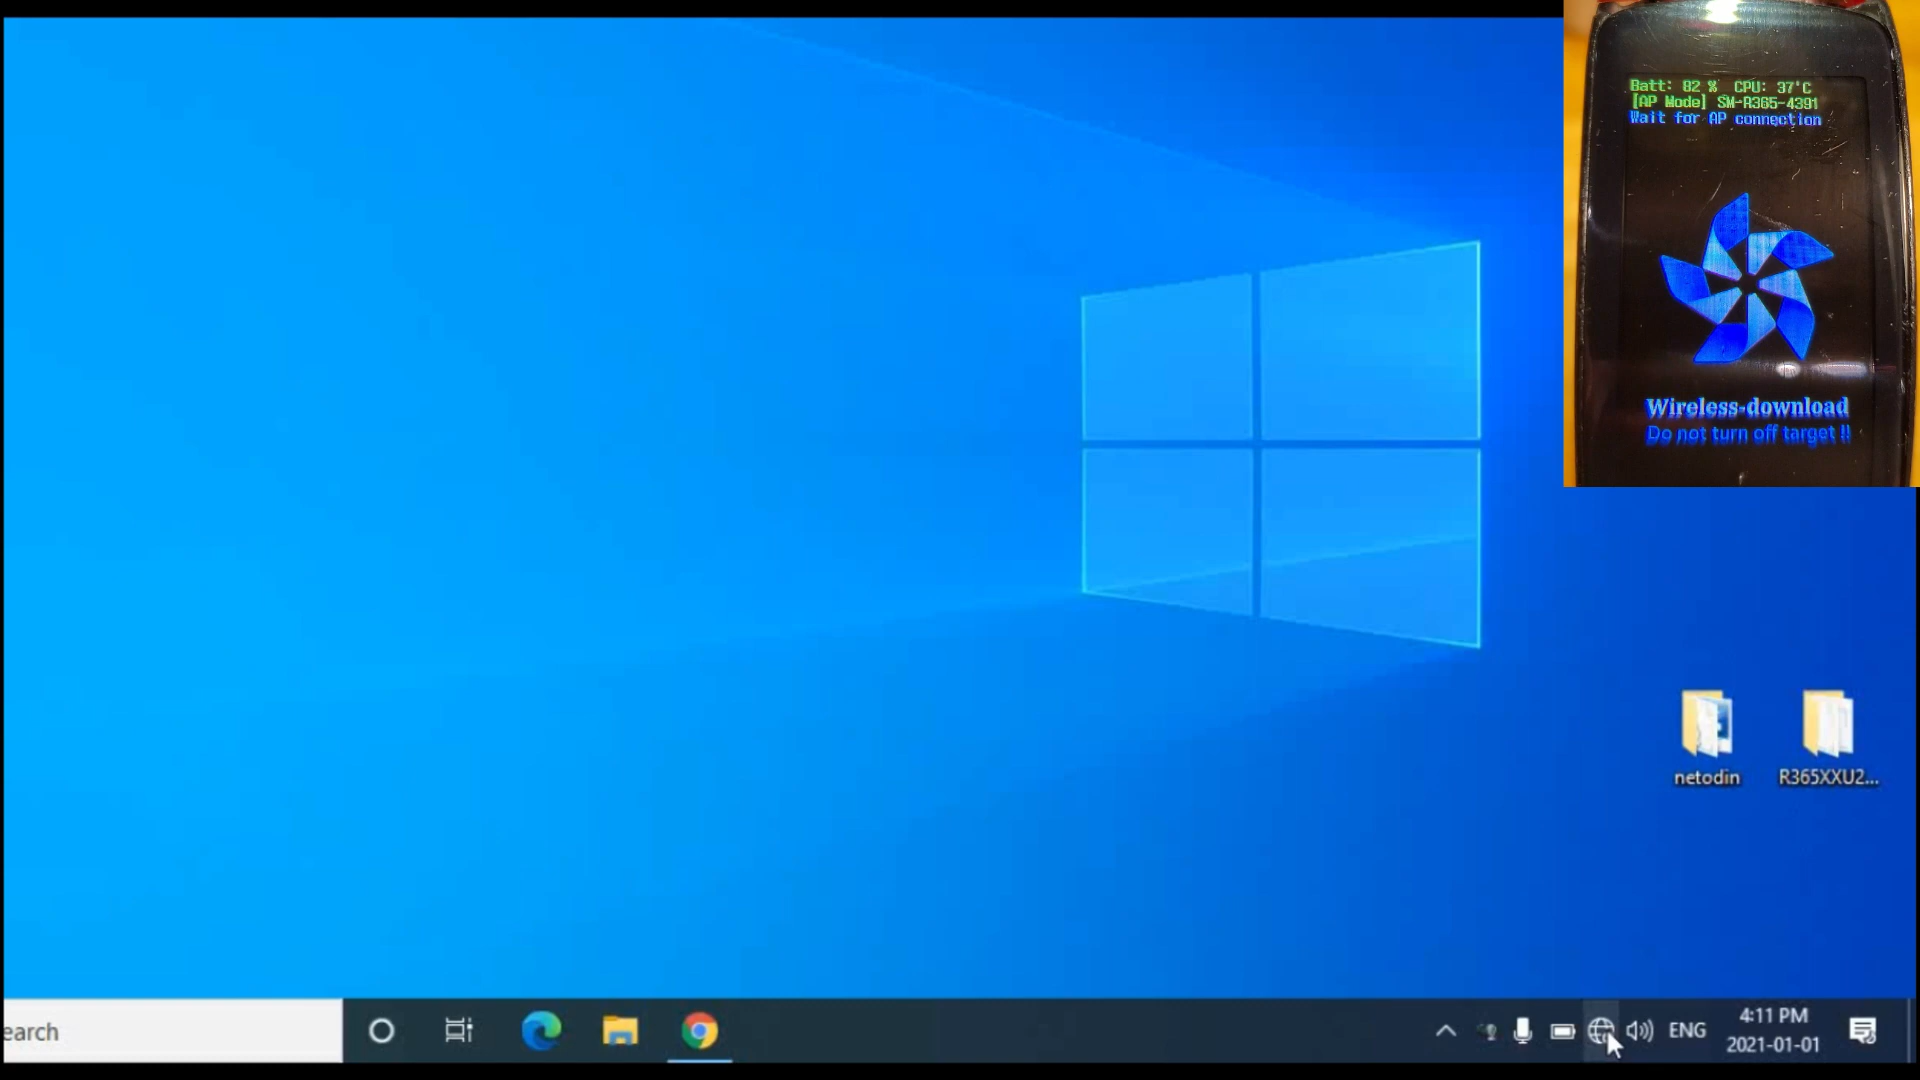 Batt: 82 % CPU: 37'C
[AP Mode] SM-R365-4391
Wait for AP connection
Wireless-download
Do not turn off target !!
netodin
R365XXU2...
earch
ENG
4:11 PM
2021-01-01